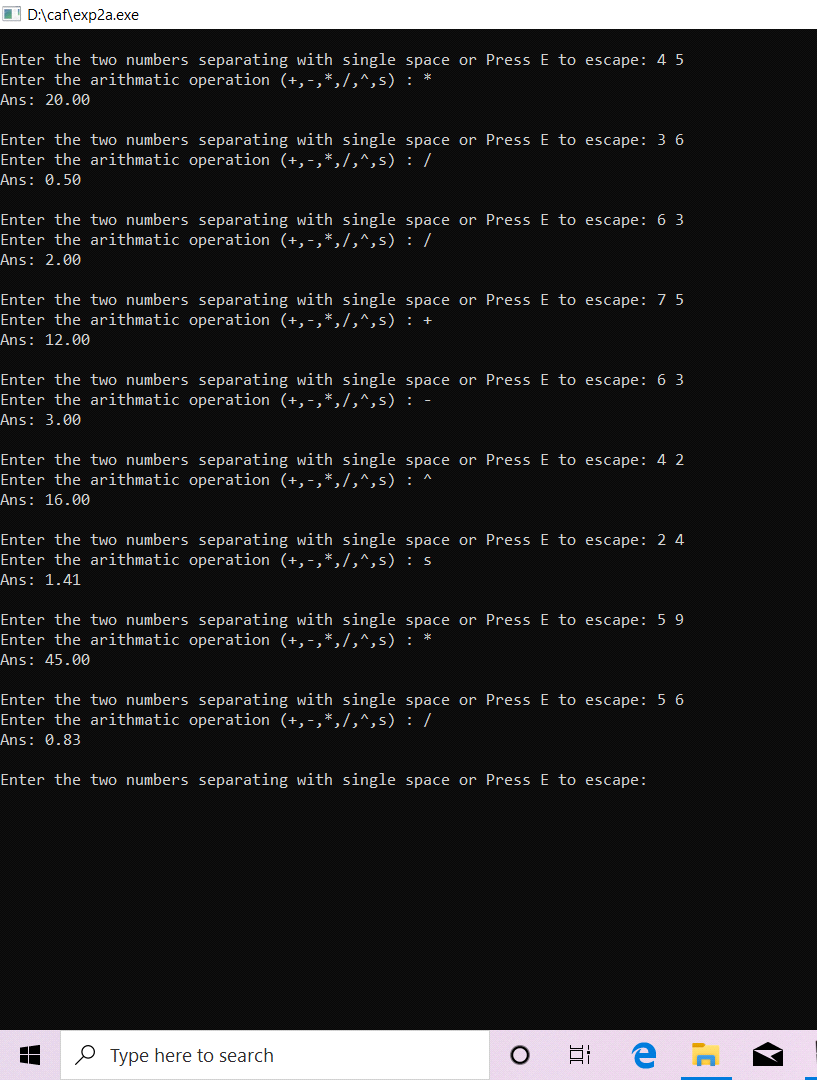 D:\caf\exp2a.exe
Enter the two numbers separating with single space or Press E to escape: 4 5
Enter the arithmatic operation (+,-,*,/,^,s) : *
Ans: 20.00
Enter the two numbers separating with single space or Press E to escape: 3 6
Enter the arithmatic operation (+,-,*,/,^,s) : /
Ans: 0.50
Enter the two numbers separating with single space or Press E to escape: 6 3
Enter the arithmatic operation (+,-,*,/,^,s) : /
Ans: 2.00
Enter the two numbers separating with single space or Press E to escape: 7 5
Enter the arithmatic operation (+,-,*,/,^,s) : +
Ans: 12.00
Enter the two numbers separating with single space or Press E to escape: 6 3
Enter the arithmatic operation (+,-,*,/,^,s) : -
Ans: 3.00
Enter the two numbers separating with single space or Press E to escape: 4 2
Enter the arithmatic operation (+,-,*,/,^,s) : ^
Ans: 16.00
Enter the two numbers separating with single space or Press E to escape: 2 4
Enter the arithmatic operation (+,-,*,/,^,s) : s
Ans: 1.41
Enter the two numbers separating with single space or Press E to escape: 5 9
Enter the arithmatic operation (+,-,*,/,^,s) : *
Ans: 45.00
Enter the two numbers separating with single space or Press E to escape: 5 6
Enter the arithmatic operation (+,-,*,/,^,s) : /
Ans: 0.83
Enter the two numbers separating with single space or Press E to escape:
Type here to search